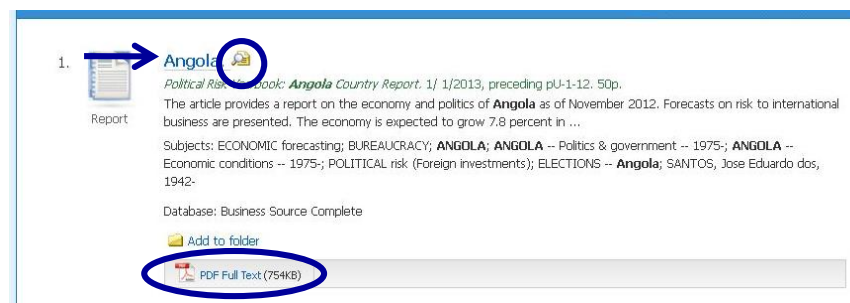 1.
Angola.
Report
Political Risk Yearbook: Angola Country Report. 1/ 1/2013, preceding pU-1-12. 50p.
The article provides a report on the economy and politics of Angola as of November 2012. Forecasts on risk to international
business are presented. The economy is expected to grow 7.8 percent in ...
Subjects: ECONOMIC forecasting; BUREAUCRACY; ANGOLA; ANGOLA -- Politics & government -- 1975-; ANGOLA --
Economic conditions -- 1975-; POLITICAL risk (Foreign investments); ELECTIONS -- Angola; SANTOS, Jose Eduardo dos,
1942-
Database: Business Source Complete
Add to folder
PDF Full Text (754KB)